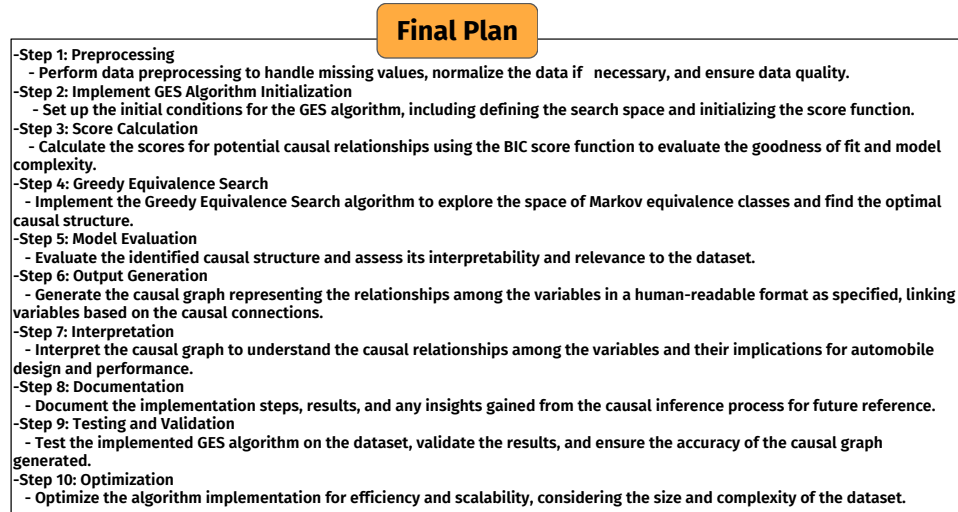 Final Plan
-Step 1: Preprocessing
- Perform data preprocessing to handle missing values, normalize the data if necessary, and ensure data quality.
-Step 2: Implement GES Algorithm Initialization
- Set up the initial conditions for the GES algorithm, including defining the search space and initializing the score function.
-Step 3: Score Calculation
- Calculate the scores for potential causal relationships using the BIC score function to evaluate the goodness of fit and model
complexity.
-Step 4: Greedy Equivalence Search
- Implement the Greedy Equivalence Search algorithm to explore the space of Markov equivalence classes and find the optimal
causal structure.
-Step 5: Model Evaluation
- Evaluate the identified causal structure and assess its interpretability and relevance to the dataset.
-Step 6: Output Generation
- Generate the causal graph representing the relationships among the variables in a human-readable format as specified, linking
variables based on the causal connections.
-Step 7: Interpretation
- Interpret the causal graph to understand the causal relationships among the variables and their implications for automobile
design and performance.
-Step 8: Documentation
- Document the implementation steps, results, and any insights gained from the causal inference process for future reference.
-Step 9: Testing and Validation
- Test the implemented GES algorithm on the dataset, validate the results, and ensure the accuracy of the causal graph
generated.
-Step 10: Optimization
- Optimize the algorithm implementation for efficiency and scalability, considering the size and complexity of the dataset.